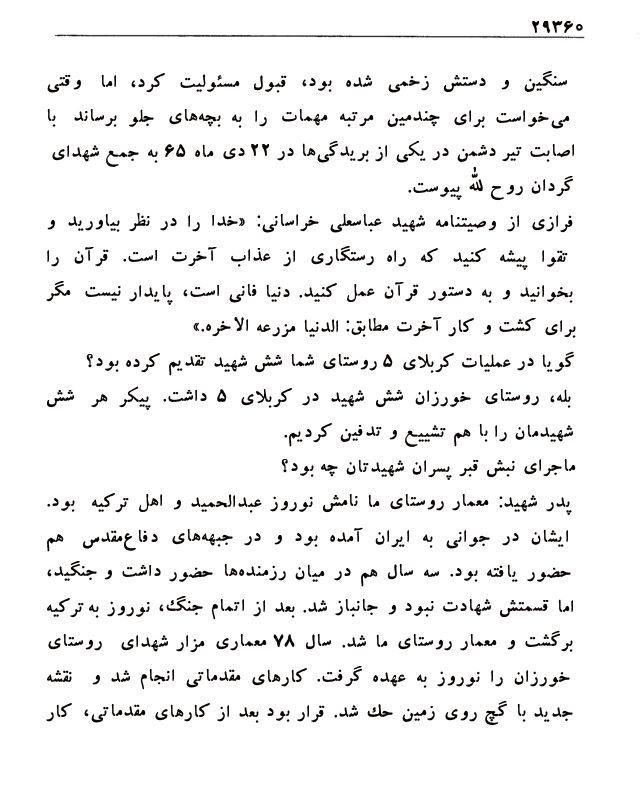 ۲۹۳۶۰
سنگین و دستش زخمی شده بود، قبول مسئولیت کرد، اما وقتی
می‌خواست برای چندمین مرتبه مهمات را به بچه‌های جلو برساند با
اصابت تیر دشمن در یکی از بریدگی‌ها در ۲۲ دی ماه ۶۵ به جمع شهدای
گردان روح لله پیوست.
فرازی از وصیتنامه شهید عباسعلی خراسانی: «خدا را در نظر بیاورید و
تقوا پیشه کنید که راه رستگاری از عذاب آخرت است. قرآن را
بخوانید و به دستور قرآن عمل کنید. دنیا فانی است، پایدار نیست مگر
برای کشت و کار آخرت مطابق: الدنیا مزرعه الاخره.»
گویا در عملیات کربلای ۵ روستای شما شش شهید تقدیم کرده بود؟
بله، روستای خورزان شش شهید در کربلای ۵ داشت. پیکر هر شش
شهیدمان را با هم تشییع و تدفین کردیم.
ماجرای نبش قبر پسران شهیدتان چه بود؟
پدر شهید: معمار روستای ما نامش نوروز عبدالحمید و اهل ترکیه بود.
ایشان در جوانی به ایران آمده بود و در جبهه‌های دفاع‌مقدس هم
حضور یافته بود. سه سال هم در میان رزمنده‌ها حضور داشت و جنگید،
اما قسمتش شهادت نبود و جانباز شد. بعد از اتمام جنگ، نوروز به ترکیه
برگشت و معمار روستای ما شد. سال ۷۸ معماری مزار شهدای روستای
خورزان را نوروز به عهده گرفت. کارهای مقدماتی انجام شد و نقشه
جدید با گچ روی زمین حك شد. قرار بود بعد از کارهای مقدماتی، کار